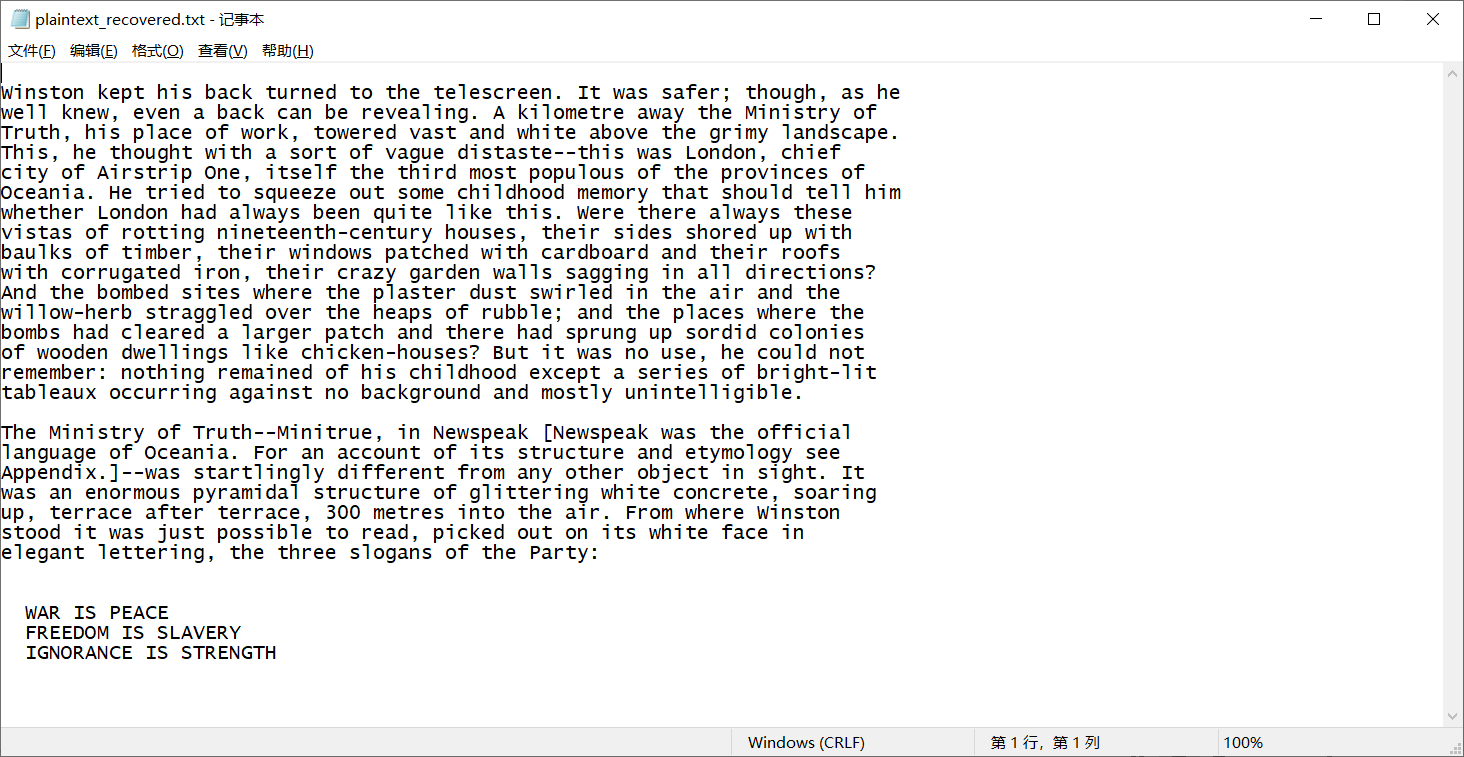 plaintext_recovered.txt - 记事本
文件(F) 编辑(E) 格式(O) 查看(V) 帮助(H)
Winston kept his back turned to the telescreen. It was safer; though, as he
well knew, even a back can be revealing. A kilometre away the Ministry of
Truth, his place of work, towered vast and white above the grimy landscape.
This, he thought with a sort of vague distaste--this was London, chief
city of Airstrip One, itself the third most populous of the provinces of
Oceania. He tried to squeeze out some childhood memory that should tell him
whether London had always been quite like this. Were there always these
vistas of rotting nineteenth-century houses, their sides shored up with
baulks of timber, their windows patched with cardboard and their roofs
with corrugated iron, their crazy garden walls sagging in all directions?
And the bombed sites where the plaster dust swirled in the air and the
willow-herb straggled over the heaps of rubble; and the places where the
bombs had cleared a larger patch and there had sprung up sordid colonies
of wooden dwellings like chicken-houses? But it was no use, he could not
remember: nothing remained of his childhood except a series of bright-lit
tableaux occurring against no background and mostly unintelligible.
The Ministry of Truth--Minitrue, in Newspeak [Newspeak was the official
language of Oceania. For an account of its structure and etymology see
Appendix.]--was startlingly different from any other object in sight. It
was an enormous pyramidal structure of glittering white concrete, soaring
up, terrace after terrace, 300 metres into the air. From where Winston
stood it was just possible to read, picked out on its white face in
elegant lettering, the three slogans of the Party:
WAR IS PEACE
FREEDOM IS SLAVERY
IGNORANCE IS STRENGTH
Windows (CRLF) 第 1 行，第 1 列 100%